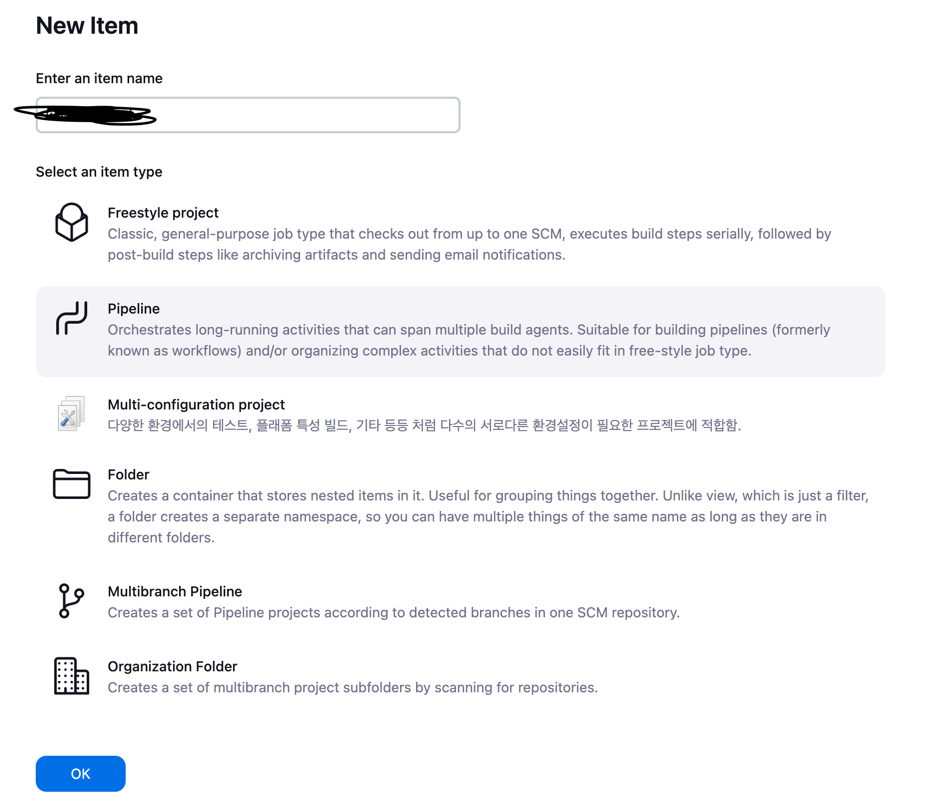 New Item
Enter an item name
Select an item type
Freestyle project
Classic, general-purpose job type that checks out from up to one SCM, executes build steps serially, followed by
post-build steps like archiving artifacts and sending email notifications.
Pipeline
Orchestrates long-running activities that can span multiple build agents. Suitable for building pipelines (formerly
known as workflows) and/or organizing complex activities that do not easily fit in free-style job type.
Multi-configuration project
다양한 환경에서의 테스트, 플래폼 특성 빌드, 기타 등등 처럼 다수의 서로다른 환경설정이 필요한 프로젝트에 적합함.
Folder
Creates a container that stores nested items in it. Useful for grouping things together. Unlike view, which is just a filter,
a folder creates a separate namespace, so you can have multiple things of the same name as long as they are in
different folders.
Multibranch Pipeline
Creates a set of Pipeline projects according to detected branches in one SCM repository.
Organization Folder
Creates a set of multibranch project subfolders by scanning for repositories.
OK